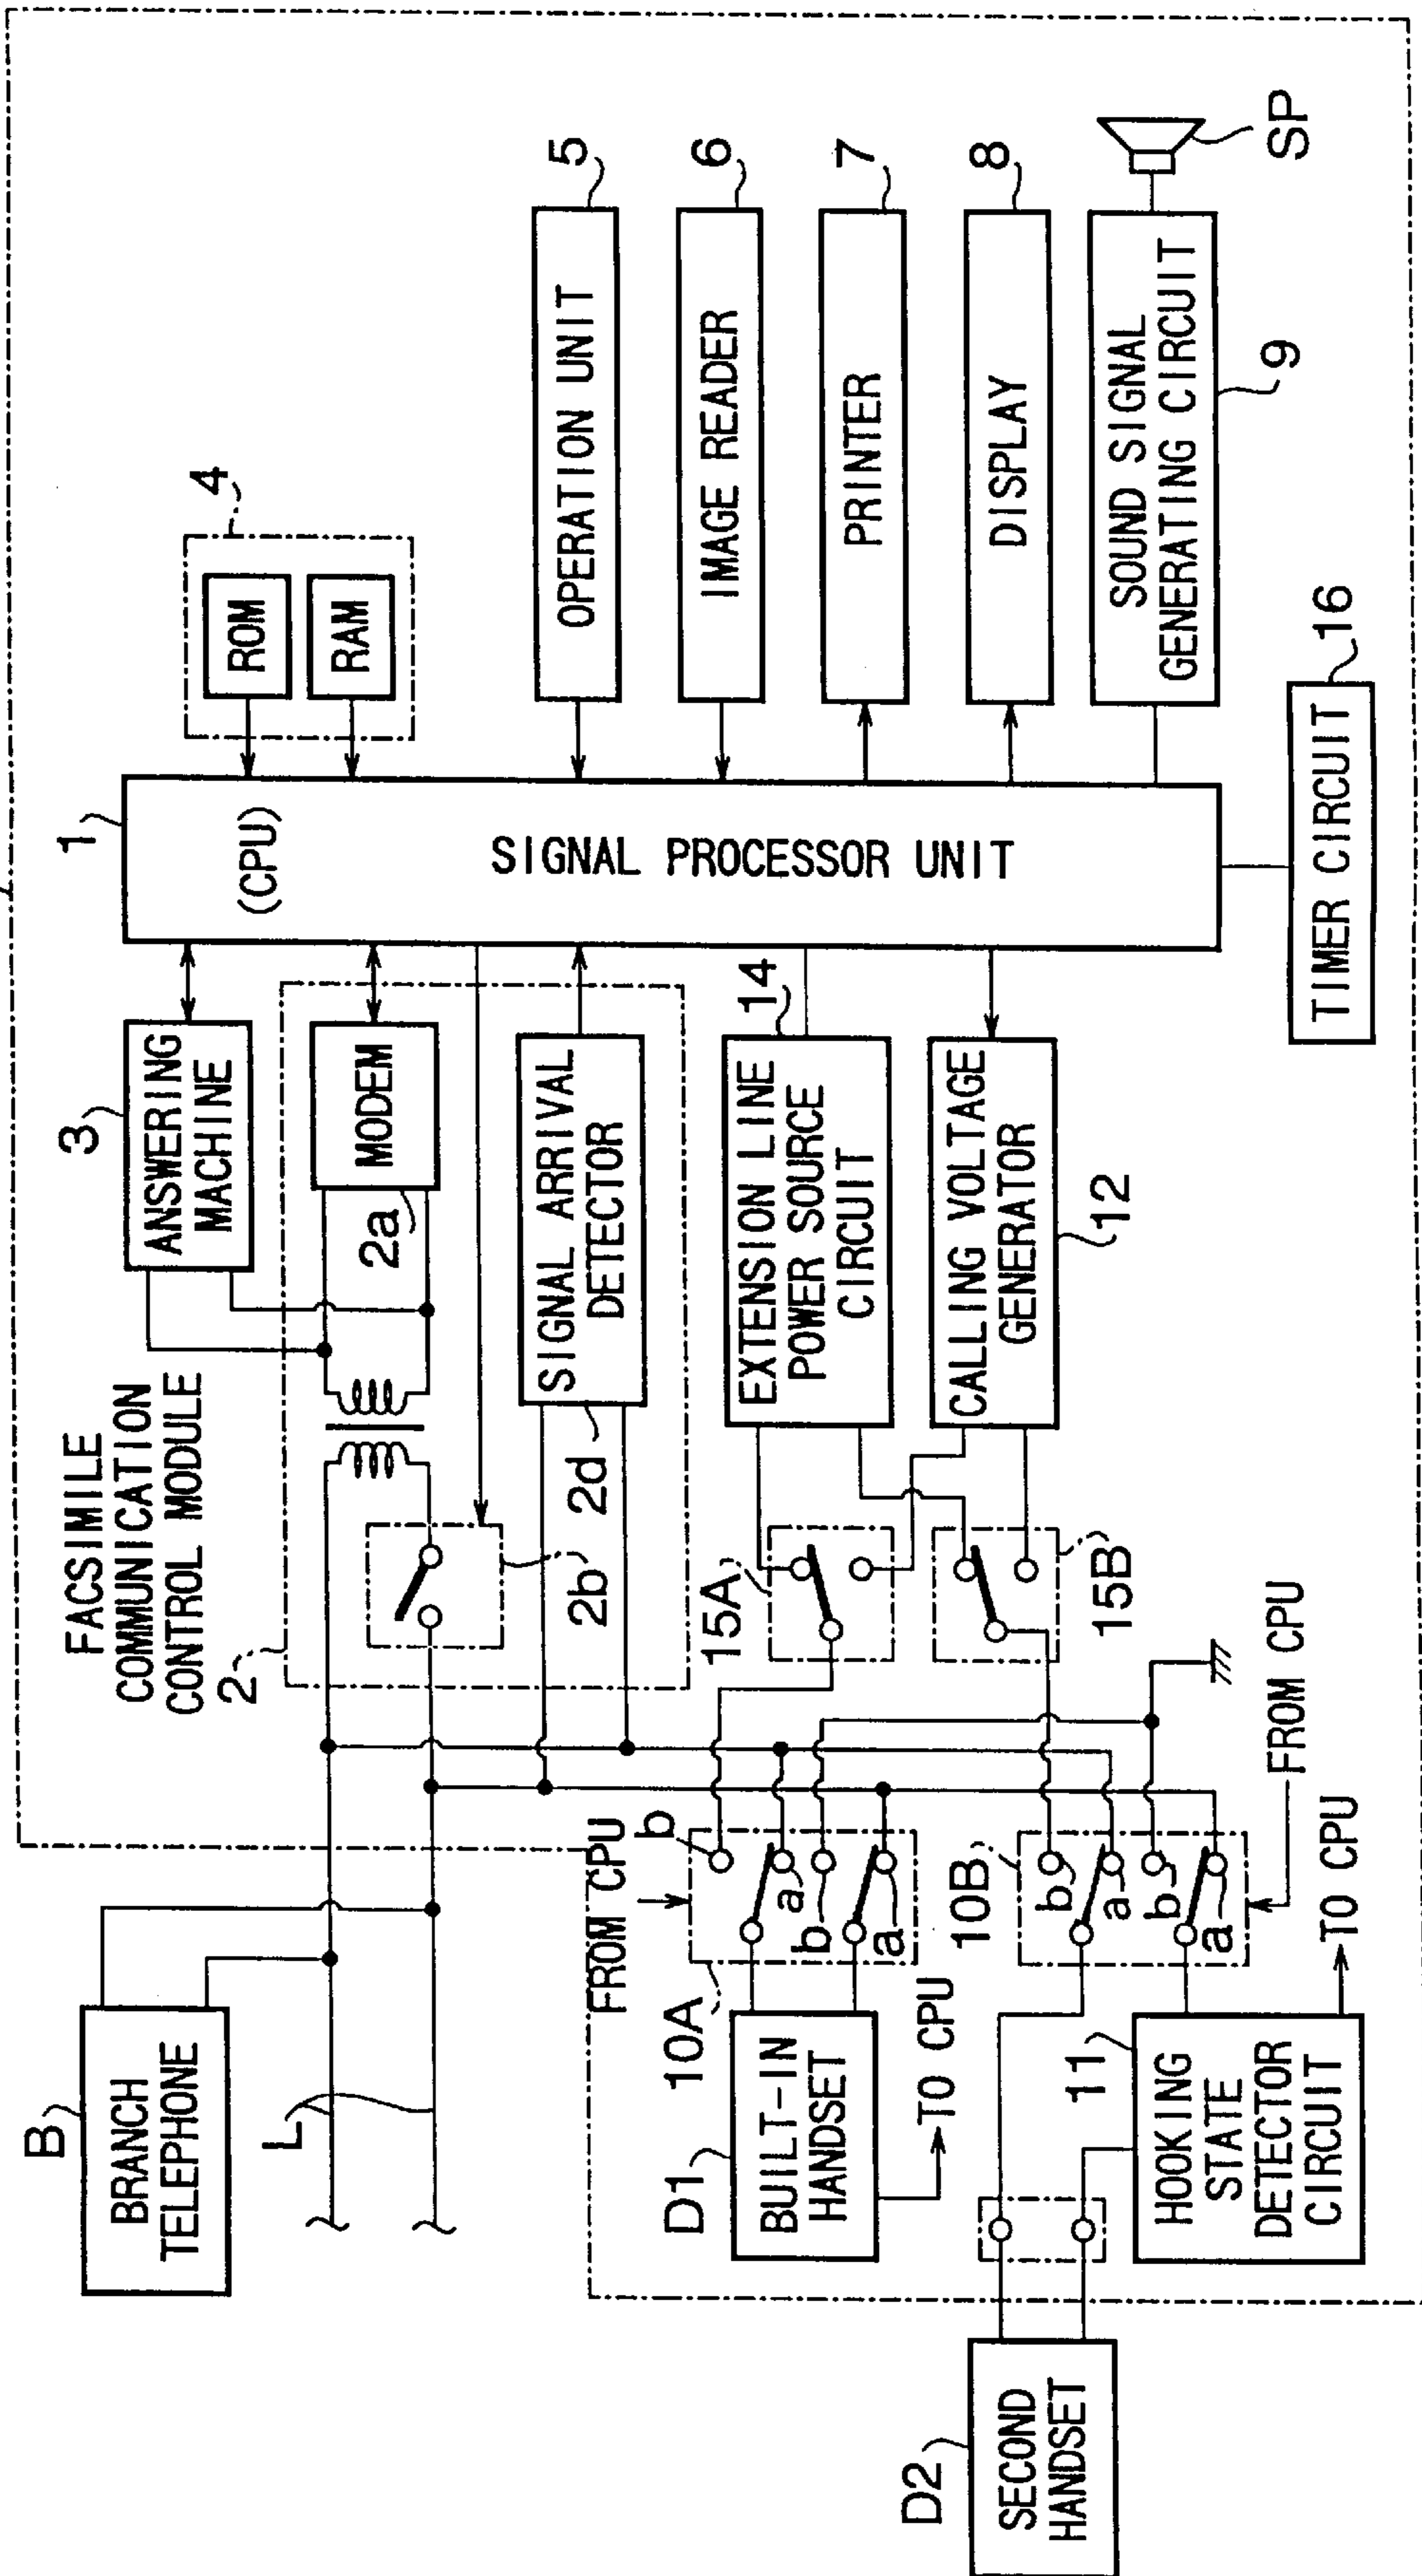 B
BRANCH
TELEPHONE
L
FACSIMILE
COMMUNICATION
CONTROL MODULE
2
3
ANSWERING
MACHINE
MODEM
2a
2b
SIGNAL ARRIVAL
DETECTOR
2d
1
(CPU)
SIGNAL PROCESSOR UNIT
4
ROM
RAM
OPERATION UNIT
5
IMAGE READER
6
PRINTER
7
DISPLAY
8
SOUND SIGNAL
GENERATING CIRCUIT
9
SP
TIMER CIRCUIT
16
EXTENSION LINE
POWER SOURCE
CIRCUIT
14
CALLING VOLTAGE
GENERATOR
12
15A
15B
FROM CPU
b
a
b
a
10A
D1
BUILT-IN
HANDSET
TO CPU
10B
b
a
b
a
FROM CPU
11
HOOKING
STATE
DETECTOR
CIRCUIT
TO CPU
D2
SECOND
HANDSET